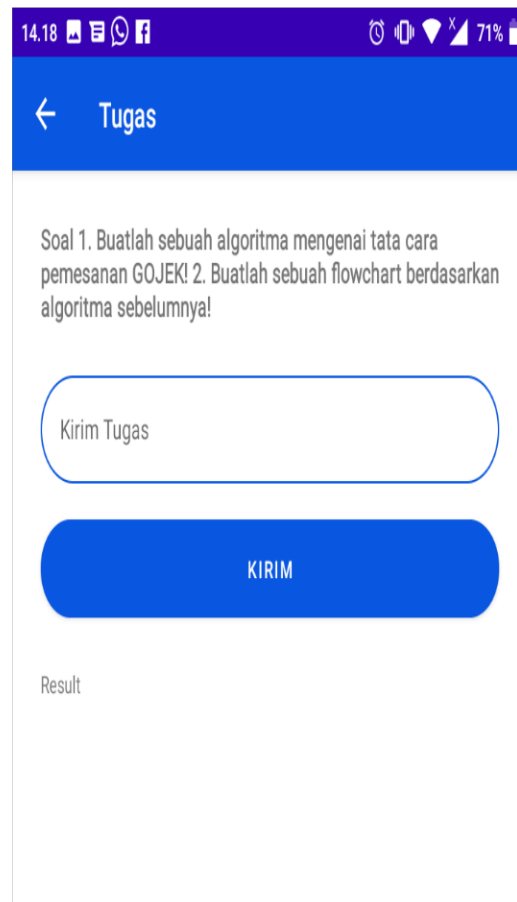 14.18 71%
Tugas
Soal 1. Buatlah sebuah algoritma mengenai tata cara
pemesanan GOJEK! 2. Buatlah sebuah flowchart berdasarkan
algoritma sebelumnya!
Kirim Tugas
KIRIM
Result